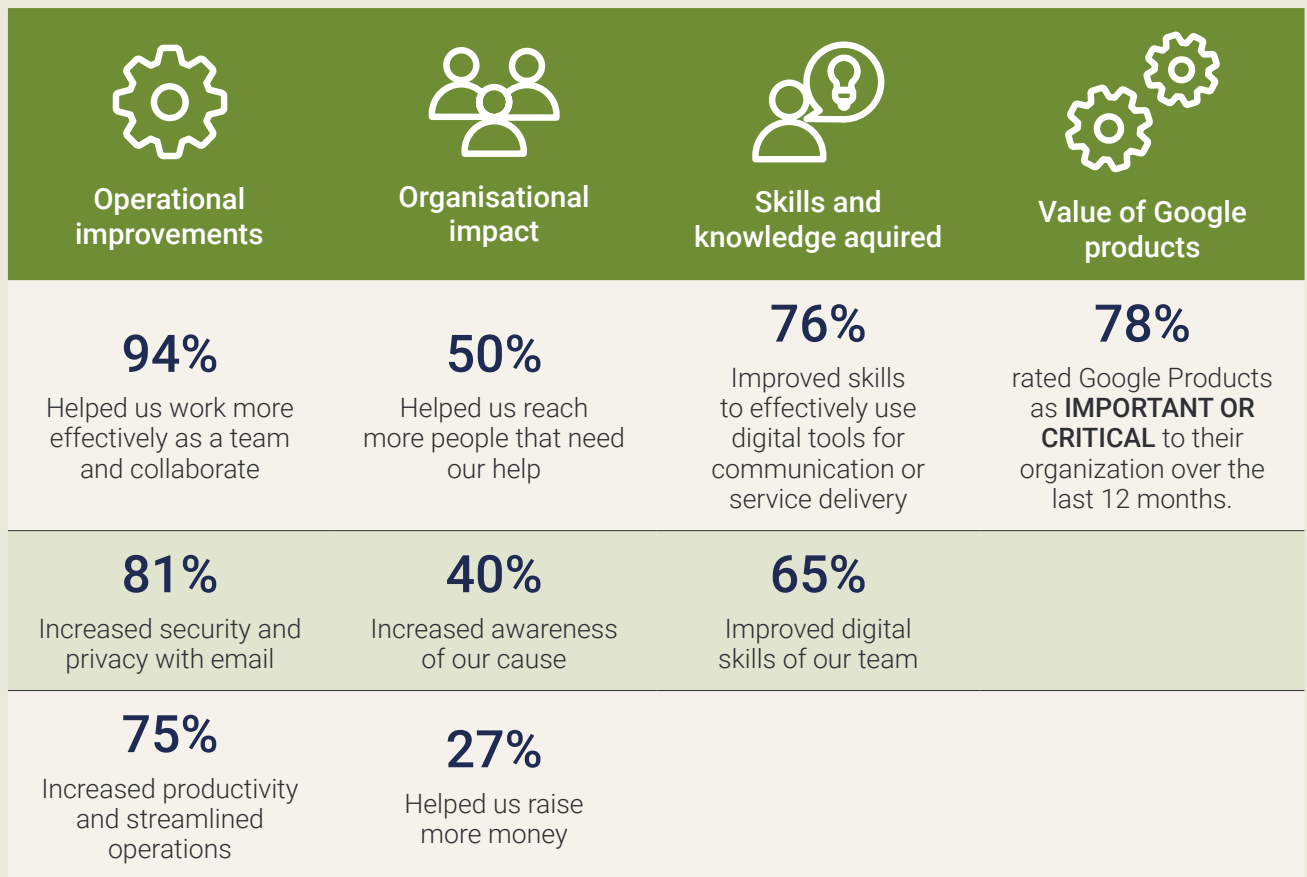 Operational
improvements
Organisational
impact
Skills and
knowledge aquired
Value of Google
products
94%
Helped us work more
effectively as a team
and collaborate
50%
Helped us reach
more people that need
our help
76%
Improved skills
to effectively use
digital tools for
communication or
service delivery
78%
rated Google Products
as IMPORTANT OR
CRITICAL to their
organization over the
last 12 months.
81%
Increased security and
privacy with email
40%
Increased awareness
of our cause
65%
Improved digital
skills of our team
75%
Increased productivity
and streamlined
operations
27%
Helped us raise
more money